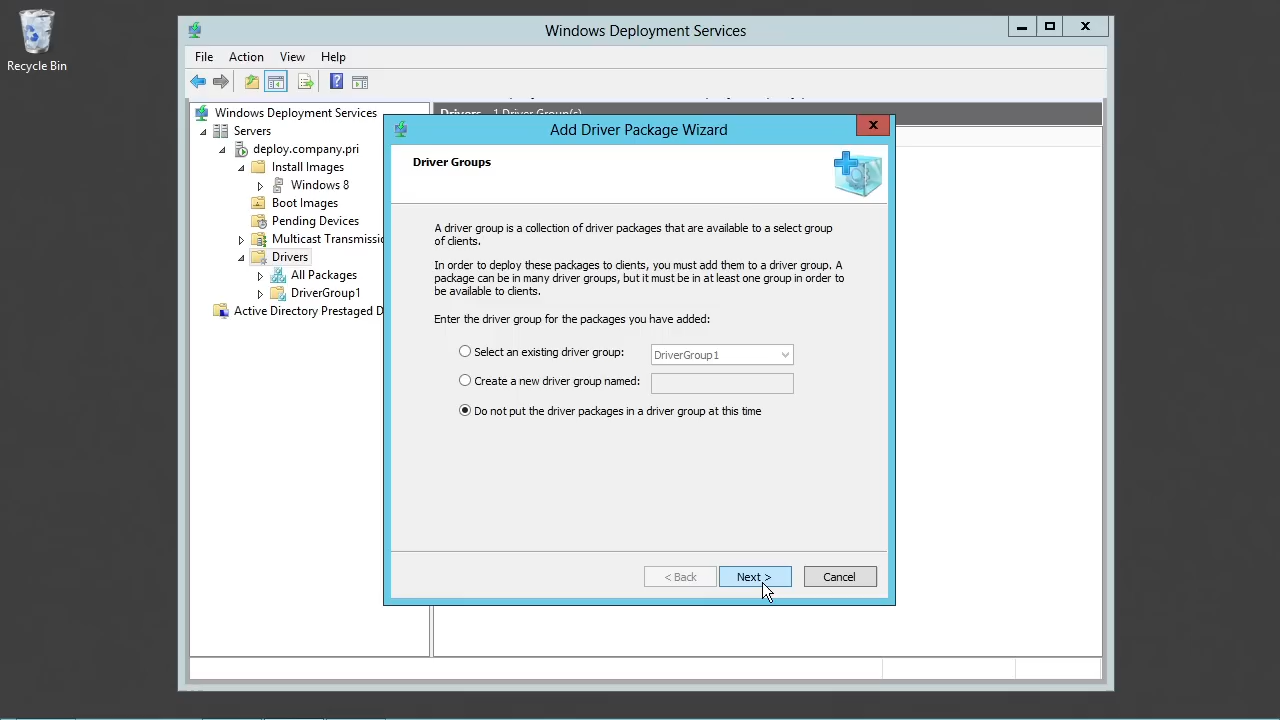 Recycle Bin
Windows Deployment Services
File Action View Help
Windows Deployment Services
Servers
deploy.company.pri
Install Images
Windows 8
Boot Images
Pending Devices
Multicast Transmissio
Drivers
All Packages
DriverGroup1
Active Directory Prestaged D
Drivers 1 Driver Group(s)
Add Driver Package Wizard
Driver Groups
A driver group is a collection of driver packages that are available to a select group
of clients.
In order to deploy these packages to clients, you must add them to a driver group. A
package can be in many driver groups, but it must be in at least one group in order to
be available to clients.
Enter the driver group for the packages you have added:
Select an existing driver group: DriverGroup1
Create a new driver group named:
Do not put the driver packages in a driver group at this time
< Back Next > Cancel